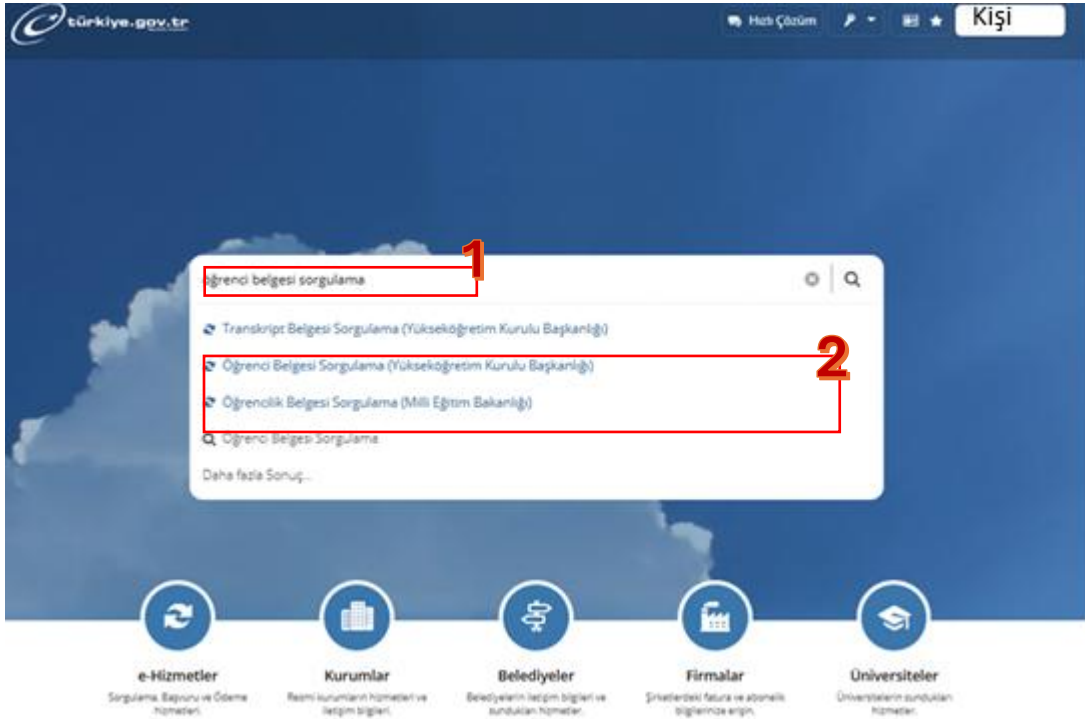 türkiye.gov.tr
Hızlı Çözüm
Kişi
1
öğrenci belgesi sorgulama
Transkript Belgesi Sorgulama (Yükseköğretim Kurulu Başkanlığı)
2
Öğrenci Belgesi Sorgulama (Yükseköğretim Kurulu Başkanlığı)
Öğrencilik Belgesi Sorgulama (Milli Eğitim Bakanlığı)
Öğrenci Belgesi Sorgulama
Daha fazla Sonuç...
e-Hizmetler
Sorgulama, Başvuru ve Ödeme
hizmetleri.
Kurumlar
Resmi kurumların hizmetleri ve
iletişim bilgileri.
Belediyeler
Belediyelerin iletişim bilgileri ve
sundukları hizmetler.
Firmalar
Şirketlerdeki fatura ve abonelik
bilgilerinize erişin.
Üniversiteler
Üniversitelerin sundukları
hizmetler.